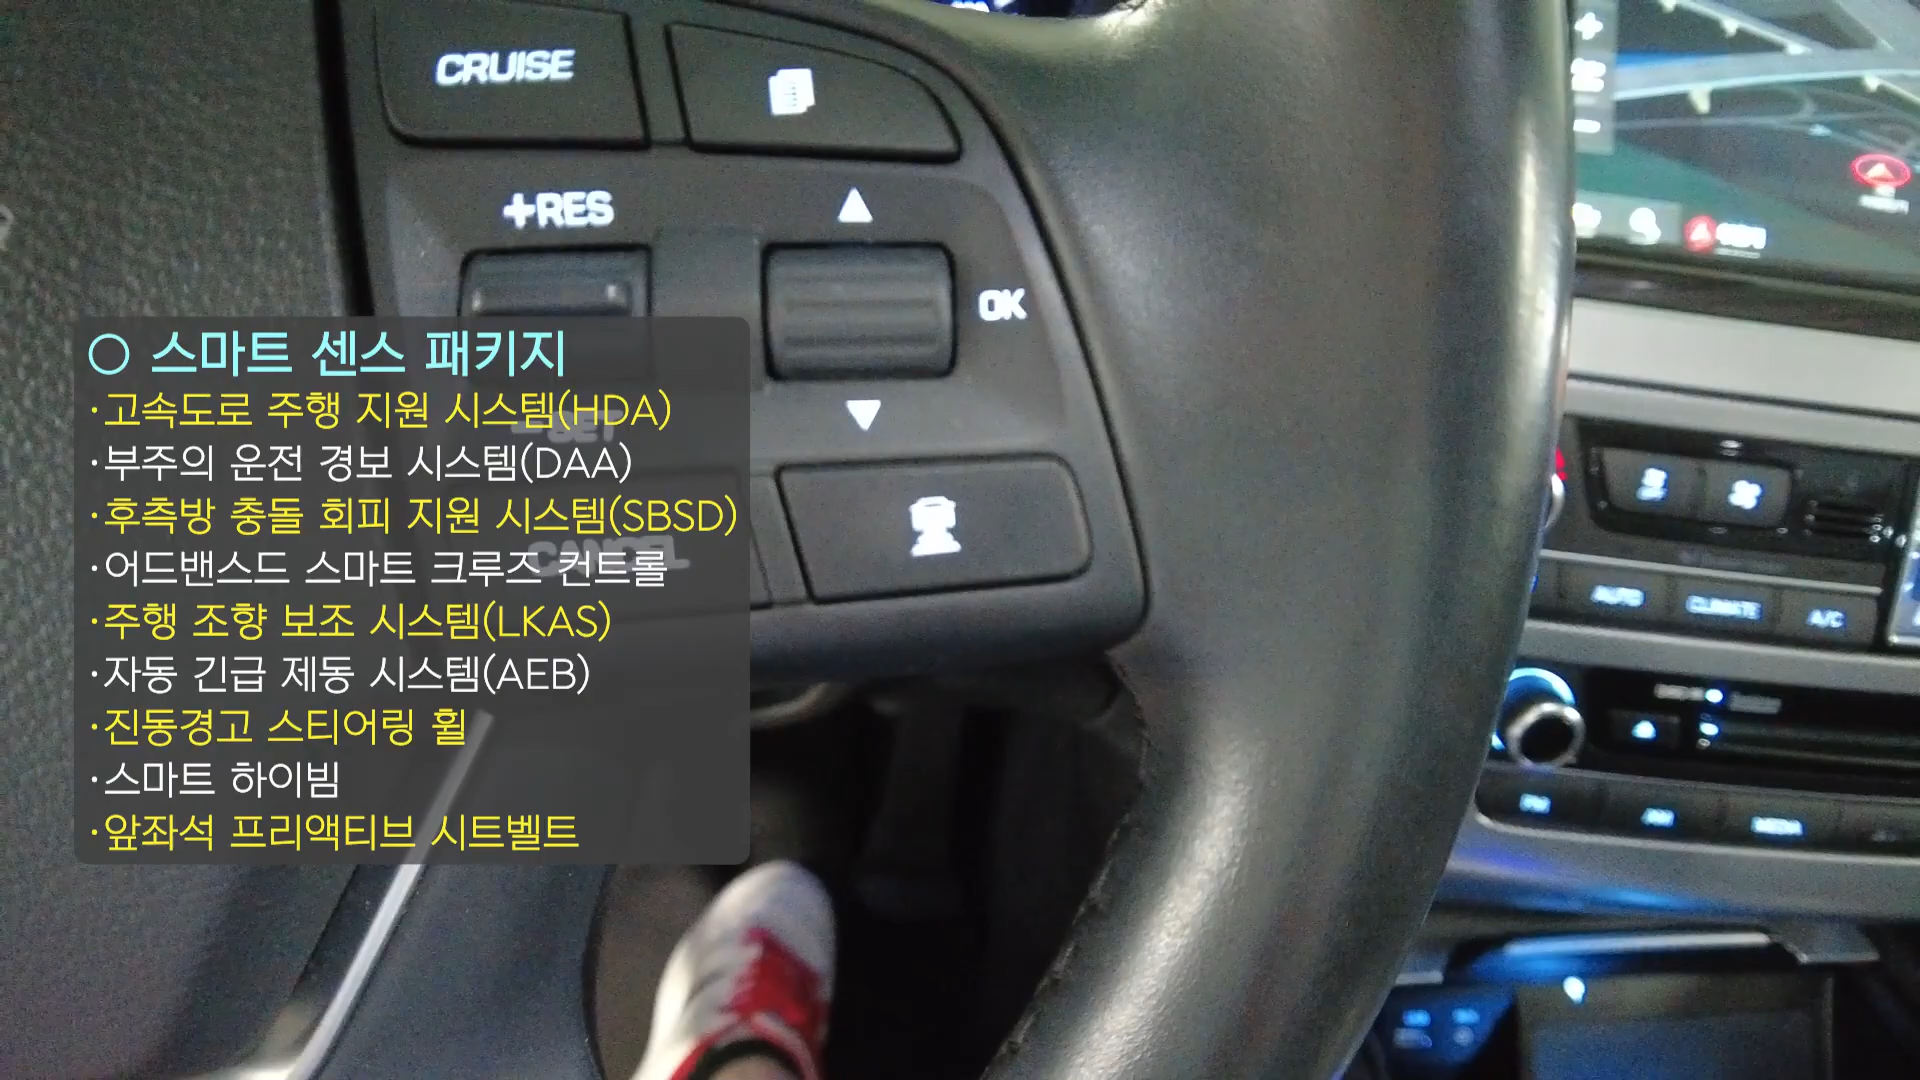 CRUISE
+RES
OK
○ 스마트 센스 패키지
·고속도로 주행 지원 시스템(HDA)
·부주의 운전 경보 시스템(DAA)
·후측방 충돌 회피 지원 시스템(SBSD)
·어드밴스드 스마트 크루즈 컨트롤
·주행 조향 보조 시스템(LKAS)
·자동 긴급 제동 시스템(AEB)
·진동경고 스티어링 휠
·스마트 하이빔
·앞좌석 프리액티브 시트벨트
-SET
CANCEL
AUTO
CLIMATE
A/C
FM
AM
MEDIA